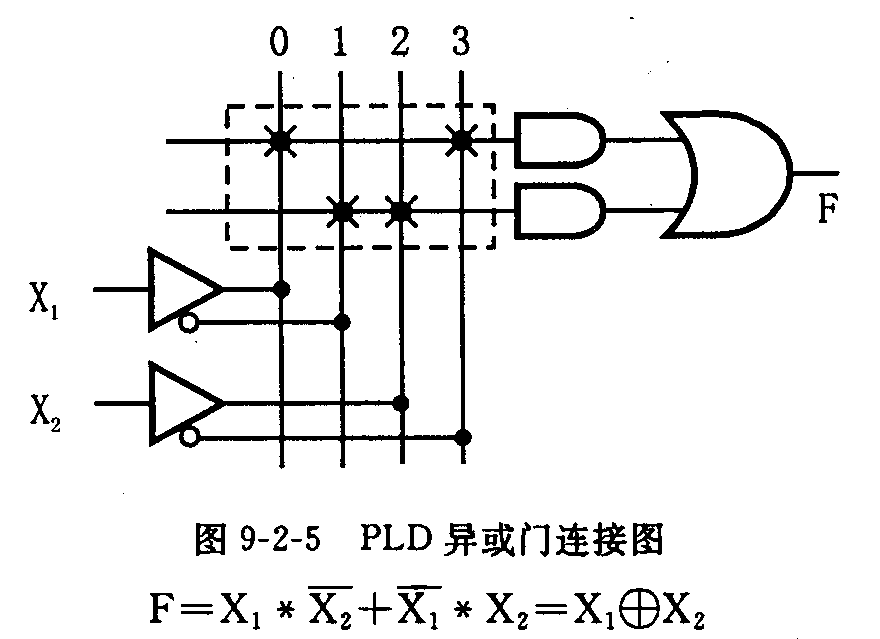 0 1 2 3
F
X₁
X₂
图 9-2-5 PLD 异或门连接图
F=X₁*X̅₂+X̅₁*X₂=X₁⊕X₂